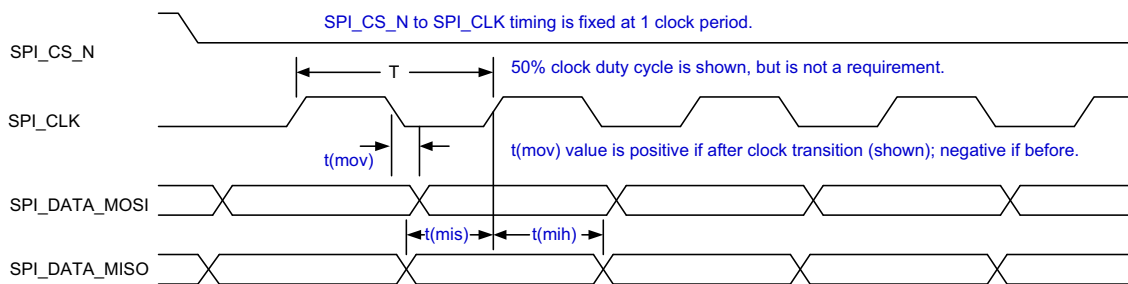 SPI_CS_N to SPI_CLK timing is fixed at 1 clock period.
SPI_CS_N
T
50% clock duty cycle is shown, but is not a requirement.
SPI_CLK
t(mov)
t(mov) value is positive if after clock transition (shown); negative if before.
SPI_DATA_MOSI
t(mis)
t(mih)
SPI_DATA_MISO